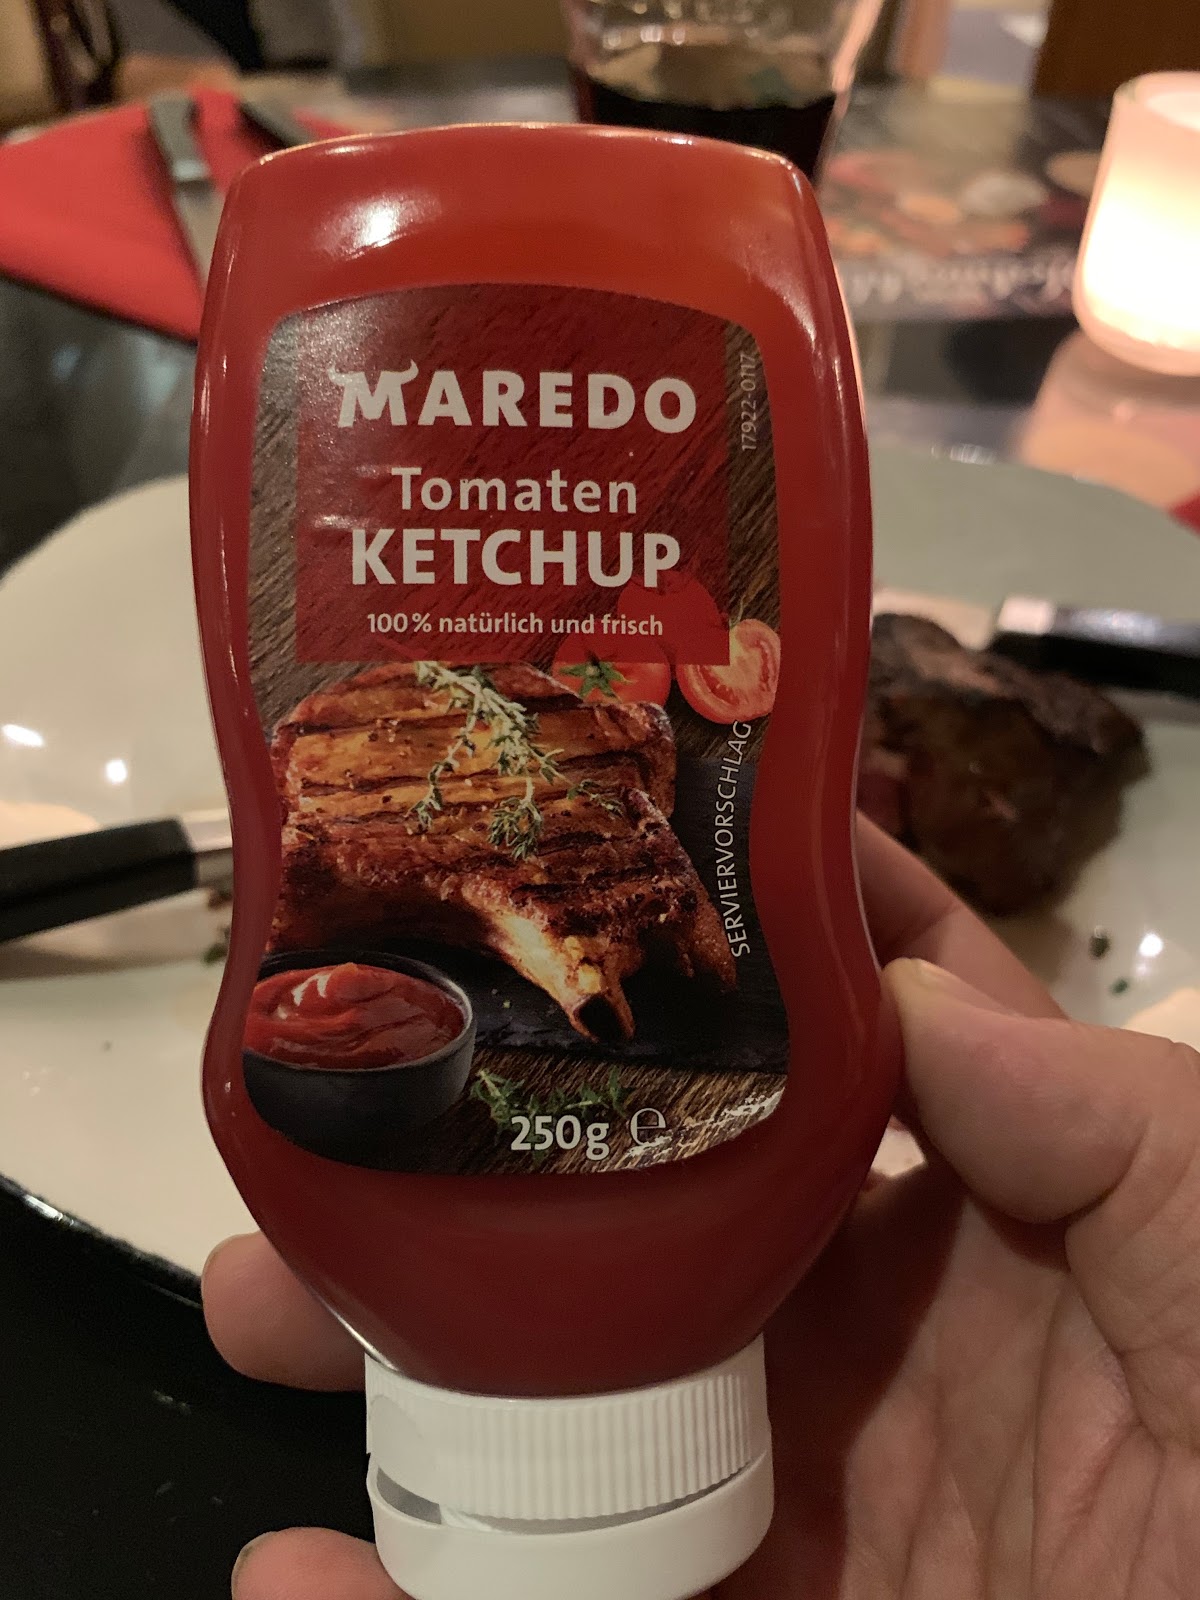 MAREDO
Tomaten
KETCHUP
100% natürlich und frisch
17922-0117
SERVIERVORSCHLAG
250g ℮